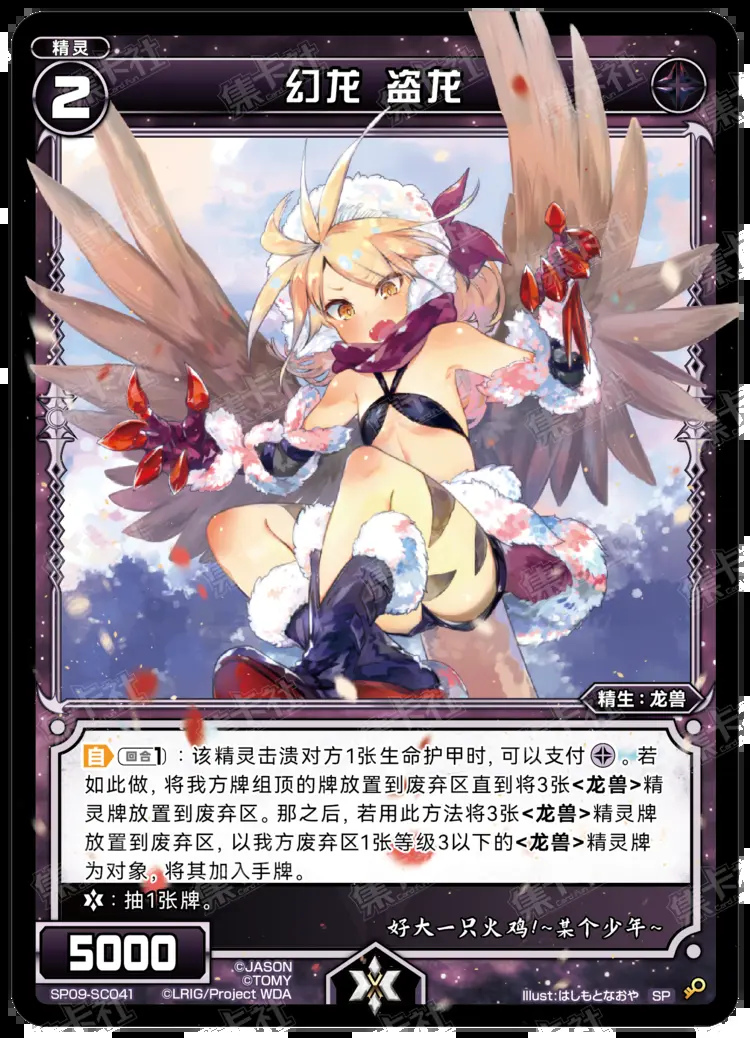 精灵
2
幻龙 盗龙
精生：龙兽
自 回合1 ：该精灵击溃对方1张生命护甲时，可以支付 。若
如此做，将我方牌组顶的牌放置到废弃区直到将3张<龙兽>精
灵牌放置到废弃区。那之后，若用此方法将3张<龙兽>精灵牌
放置到废弃区，以我方废弃区1张等级3以下的<龙兽>精灵牌
为对象，将其加入手牌。
：抽1张牌。
好大一只火鸡！~某个少年~
5000
©JASON
©TOMY
SP09-SC041 ©LRIG/Project WDA
Illust:はしもとなおや SP
集卡社